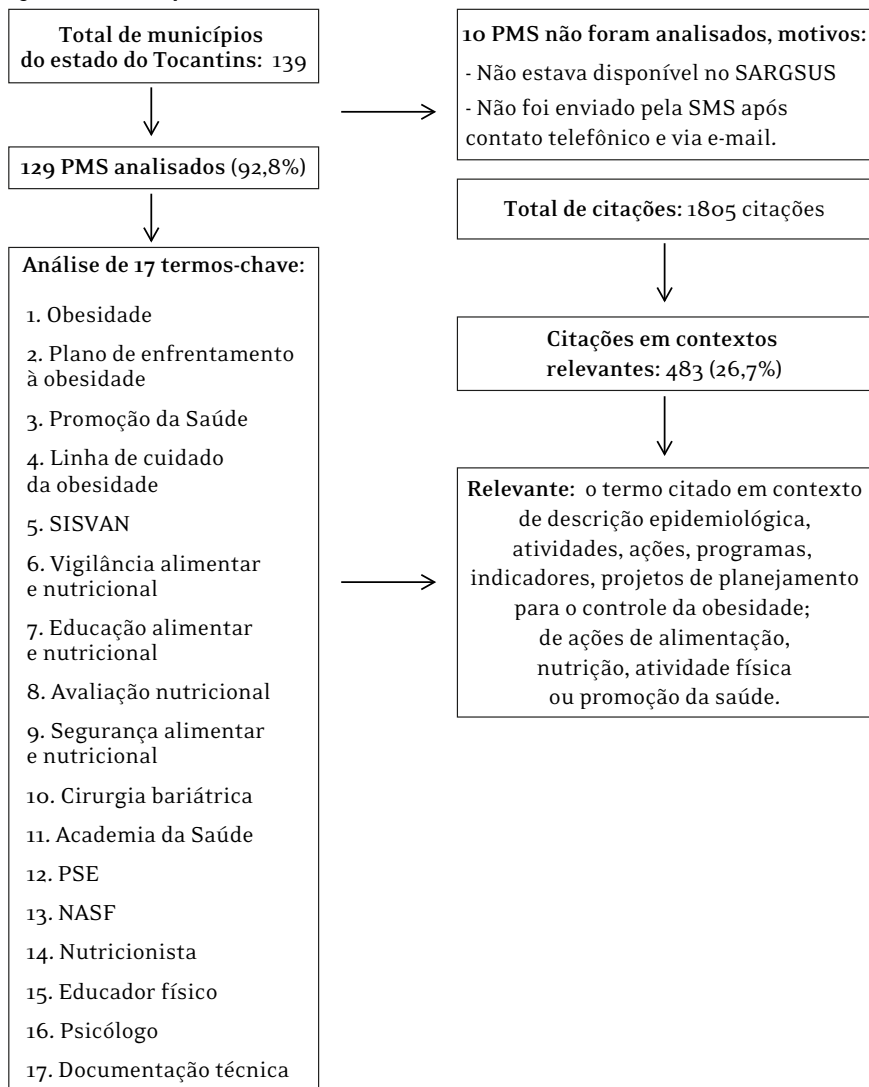 Total de municípios
do estado do Tocantins: 139
10 PMS não foram analisados, motivos:
- Não estava disponível no SARGSUS
- Não foi enviado pela SMS após
contato telefônico e via e-mail.
129 PMS analisados (92,8%)
Total de citações: 1805 citações
Análise de 17 termos-chave:
1. Obesidade
2. Plano de enfrentamento
à obesidade
3. Promoção da Saúde
4. Linha de cuidado
da obesidade
5. SISVAN
6. Vigilância alimentar
e nutricional
7. Educação alimentar
e nutricional
8. Avaliação nutricional
9. Segurança alimentar
e nutricional
10. Cirurgia bariátrica
11. Academia da Saúde
12. PSE
13. NASF
14. Nutricionista
15. Educador físico
16. Psicólogo
17. Documentação técnica
Citações em contextos
relevantes: 483 (26,7%)
Relevante: o termo citado em contexto
de descrição epidemiológica,
atividades, ações, programas,
indicadores, projetos de planejamento
para o controle da obesidade;
de ações de alimentação,
nutrição, atividade física
ou promoção da saúde.